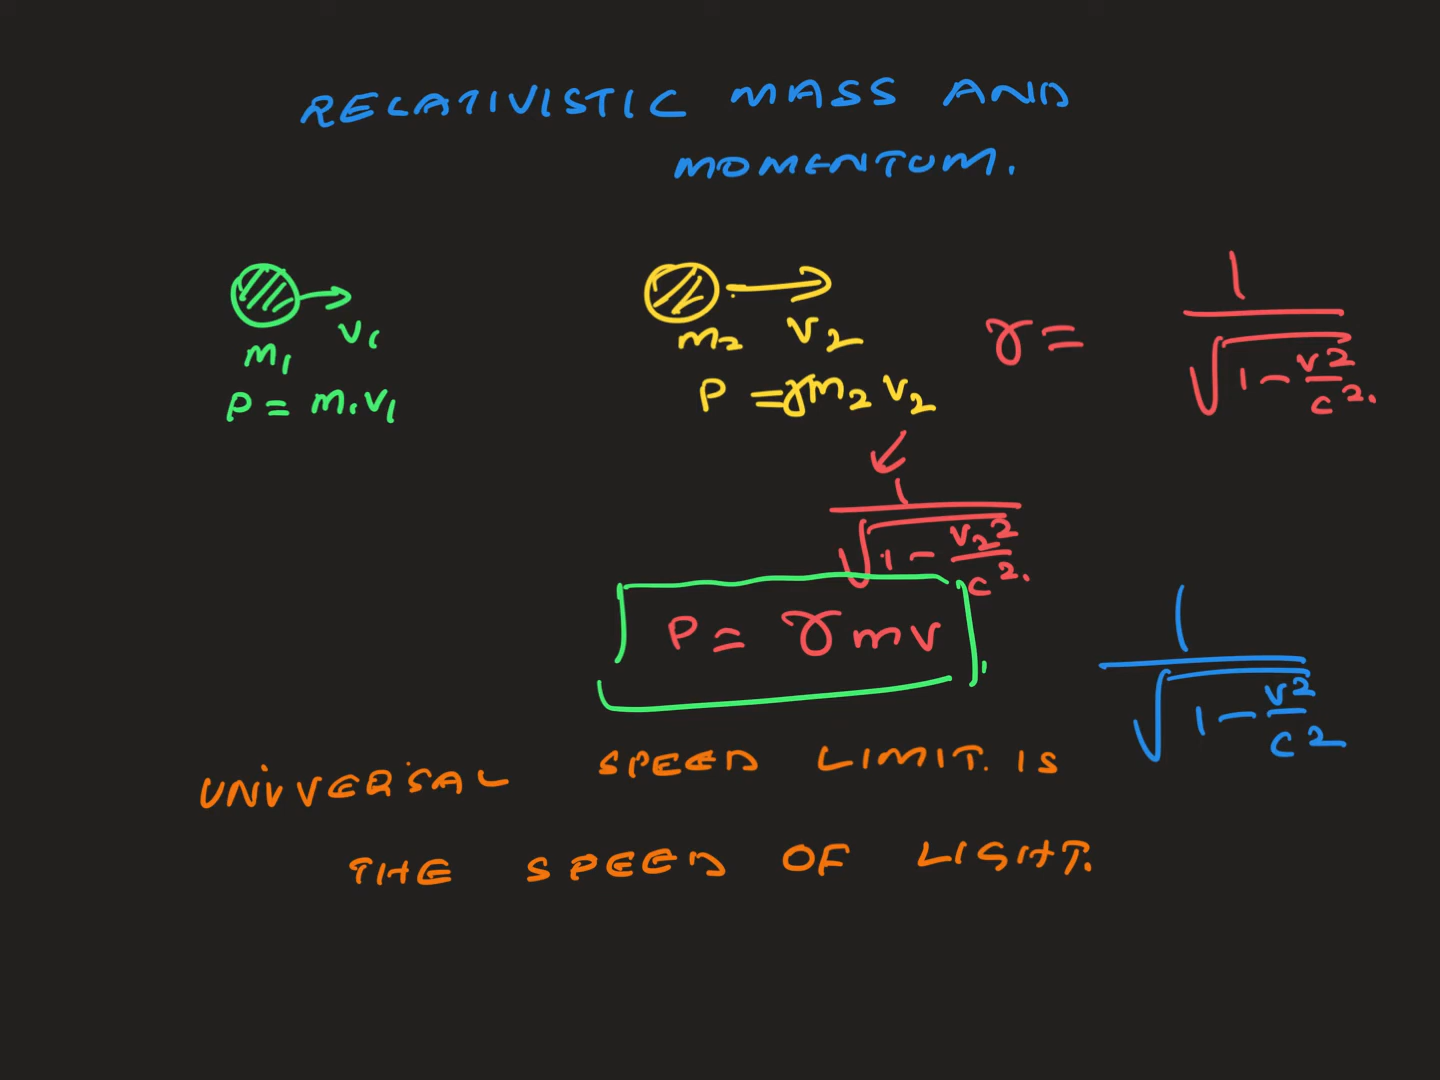 RELATIVISTIC MASS AND
MOMENTUM.
v₁
m₁
P = m₁v₁
m₂ v₂
P = γm₂v₂
γ = 1/√(1 - v²/c²).
1/√(1 - v₂²/c²).
P = γmv
1/√(1 - v²/c²)
UNIVERSAL SPEED LIMIT. IS
THE SPEED OF LIGHT.